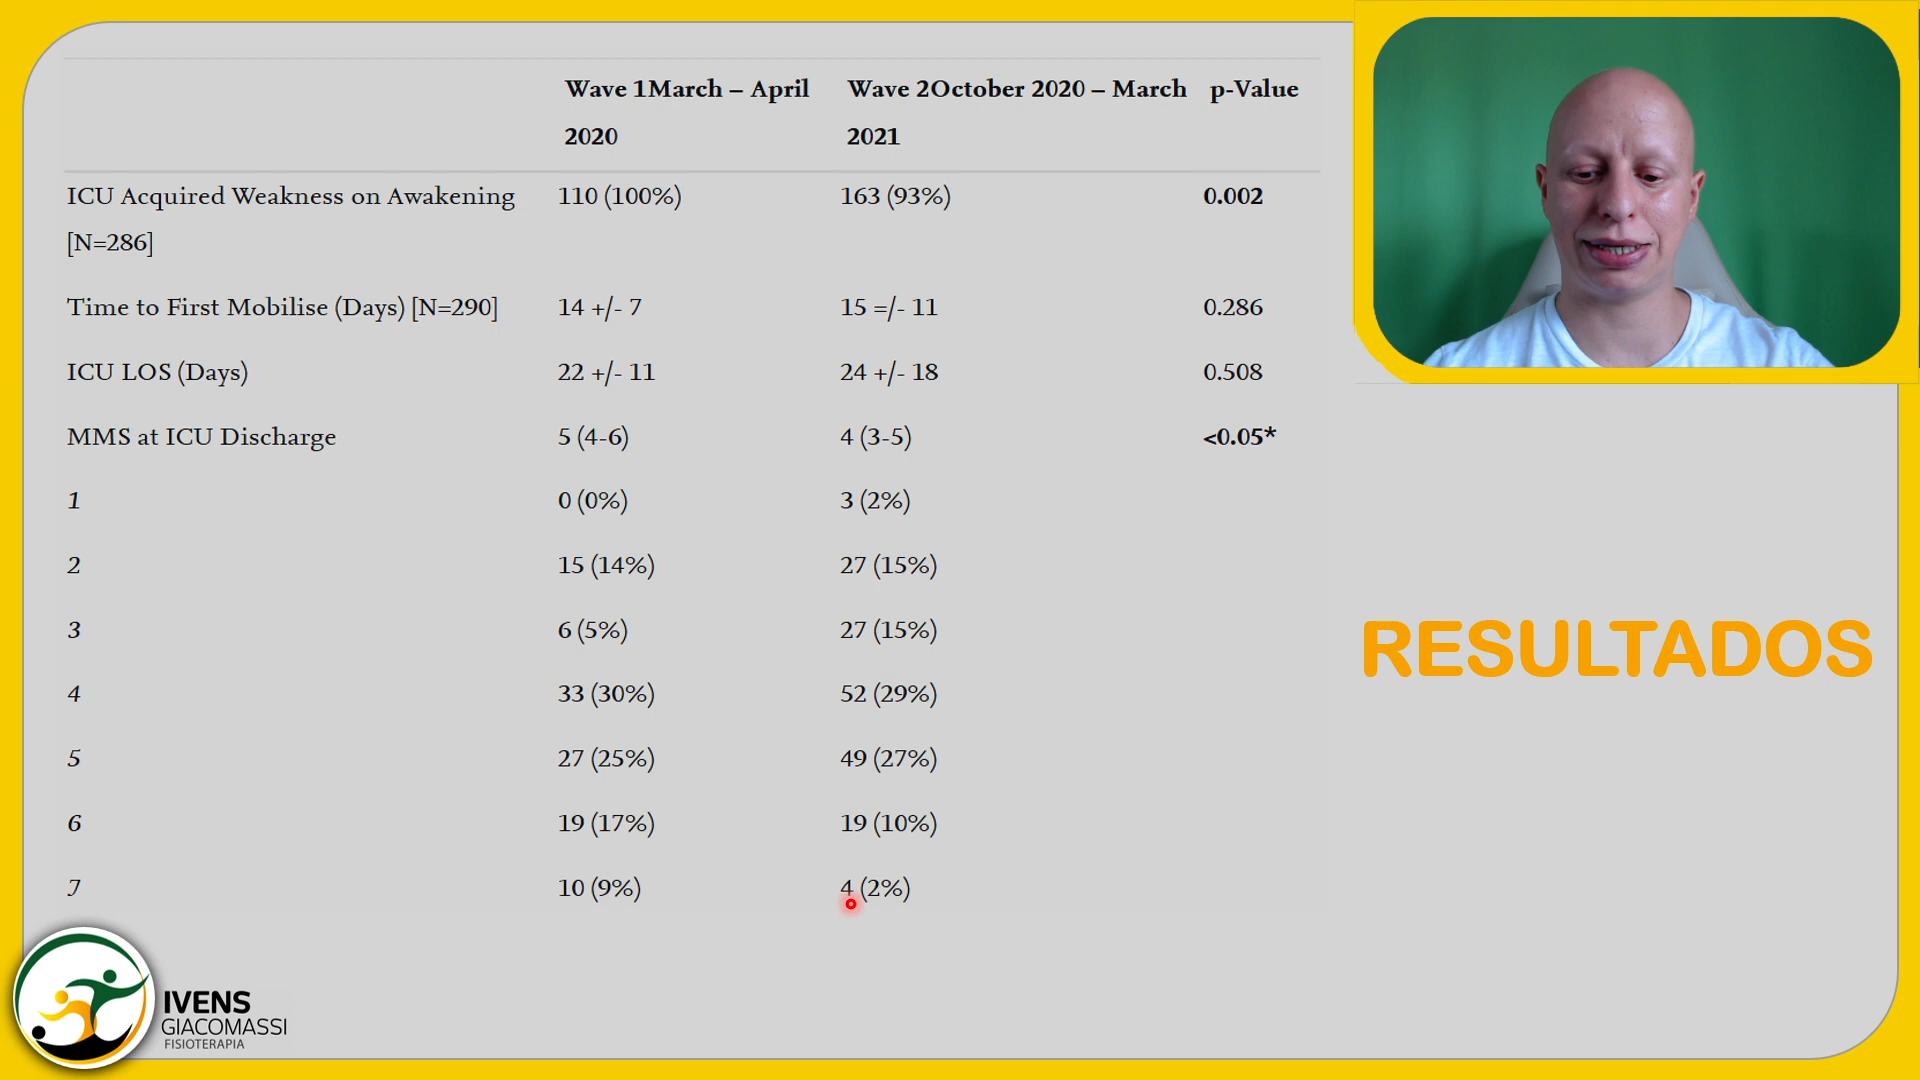 Wave 1March – April 2020 Wave 2October 2020 – March 2021 p-Value
ICU Acquired Weakness on Awakening [N=286] 110 (100%) 163 (93%) 0.002
Time to First Mobilise (Days) [N=290] 14 +/- 7 15 =/- 11 0.286
ICU LOS (Days) 22 +/- 11 24 +/- 18 0.508
MMS at ICU Discharge 5 (4-6) 4 (3-5) <0.05*
1 0 (0%) 3 (2%)
2 15 (14%) 27 (15%)
3 6 (5%) 27 (15%)
4 33 (30%) 52 (29%)
5 27 (25%) 49 (27%)
6 19 (17%) 19 (10%)
7 10 (9%) 4 (2%)
RESULTADOS
IVENS
GIACOMASSI
FISIOTERAPIA